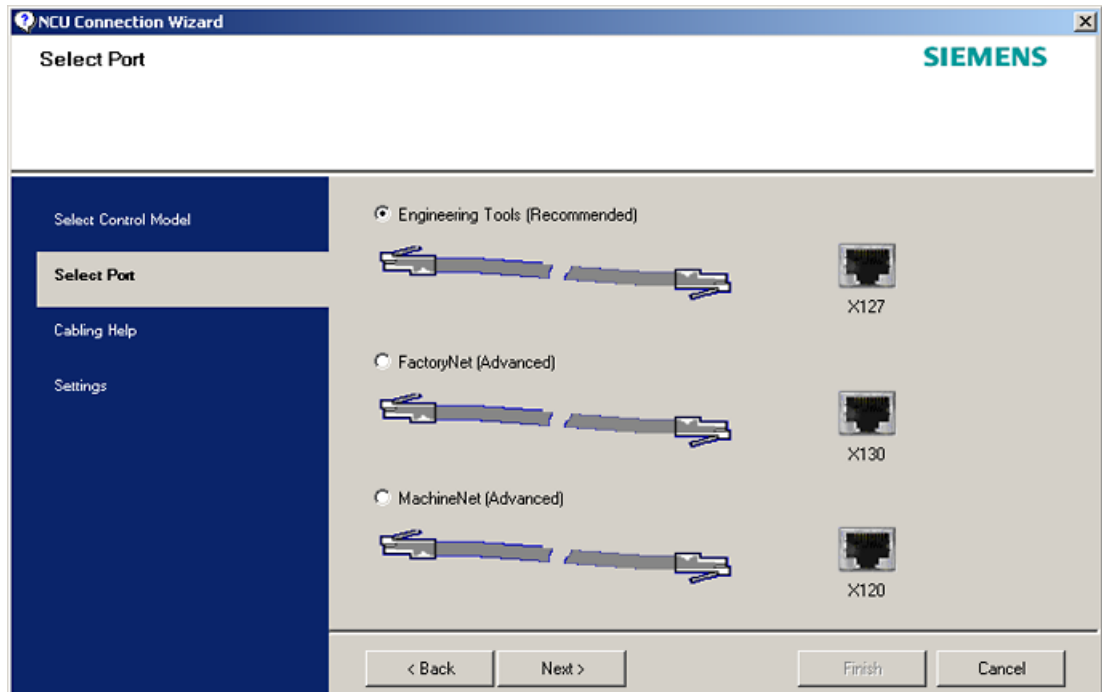 NCU Connection Wizard
Select Port
SIEMENS
Select Control Model
Select Port
Cabling Help
Settings
Engineering Tools (Recommended)
X127
FactoryNet (Advanced)
X130
MachineNet (Advanced)
X120
< Back
Next >
Finish
Cancel